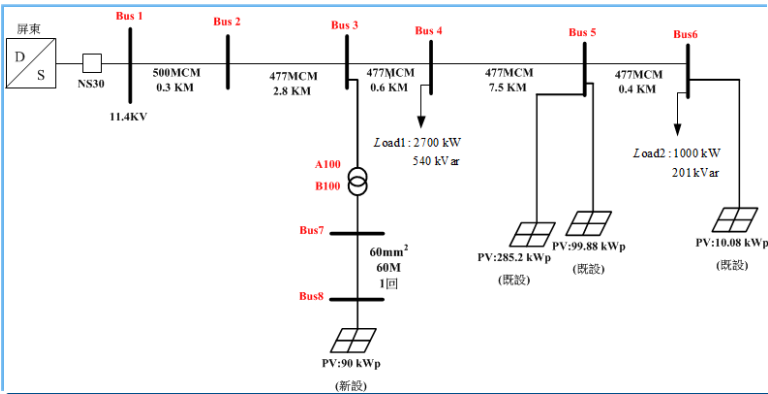 屏東
D
S
NS30
Bus 1
11.4KV
500MCM
0.3 KM
Bus 2
477MCM
2.8 KM
Bus 3
477MCM
0.6 KM
Bus 4
Load1 : 2700 kW
540 kVar
477MCM
7.5 KM
Bus 5
477MCM
0.4 KM
Bus6
Load2 : 1000 kW
201 kVar
A100
B100
Bus7
60mm²
60M
1回
Bus8
PV:90 kWp
(新設)
PV:285.2 kWp
(既設)
PV:99.88 kWp
(既設)
PV:10.08 kWp
(既設)